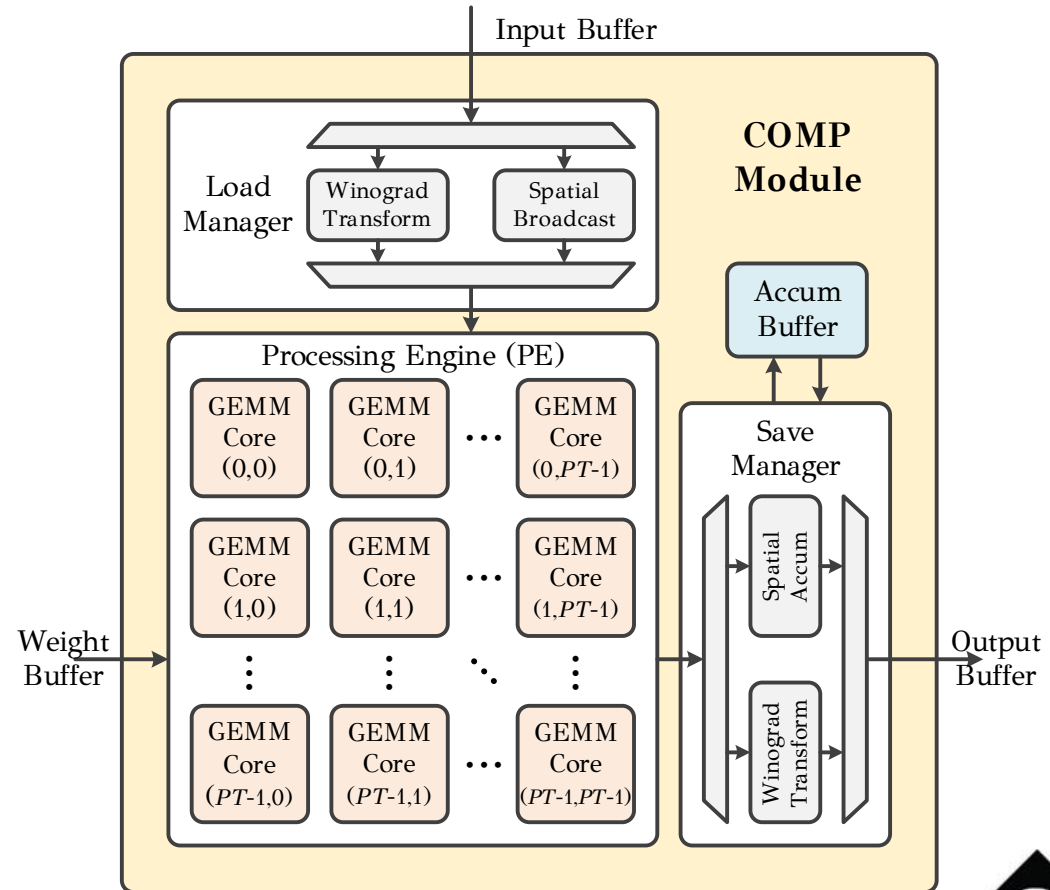 Input Buffer
COMP
Module
Load
Manager
Winograd
Transform
Spatial
Broadcast
Accum
Buffer
Processing Engine (PE)
GEMM
Core
(0,0)
GEMM
Core
(0,1)
...
GEMM
Core
(0,PT-1)
Save
Manager
GEMM
Core
(1,0)
GEMM
Core
(1,1)
...
GEMM
Core
(1,PT-1)
Spatial
Accum
Weight
Buffer
Output
Buffer
GEMM
Core
(PT-1,0)
GEMM
Core
(PT-1,1)
...
GEMM
Core
(PT-1,PT-1)
Winograd
Transform